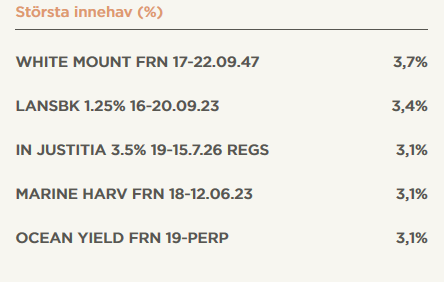 Störst innehav (%)
WHITE MOUNT FRN 17-22.09.47 3,7%
LANSBK 1.25% 16-20.09.23 3,4%
IN JUSTITIA 3.5% 19-15.7.26 REGS 3,1%
MARINE HARV FRN 18-12.06.23 3,1%
OCEAN YIELD FRN 19-PERP 3,1%